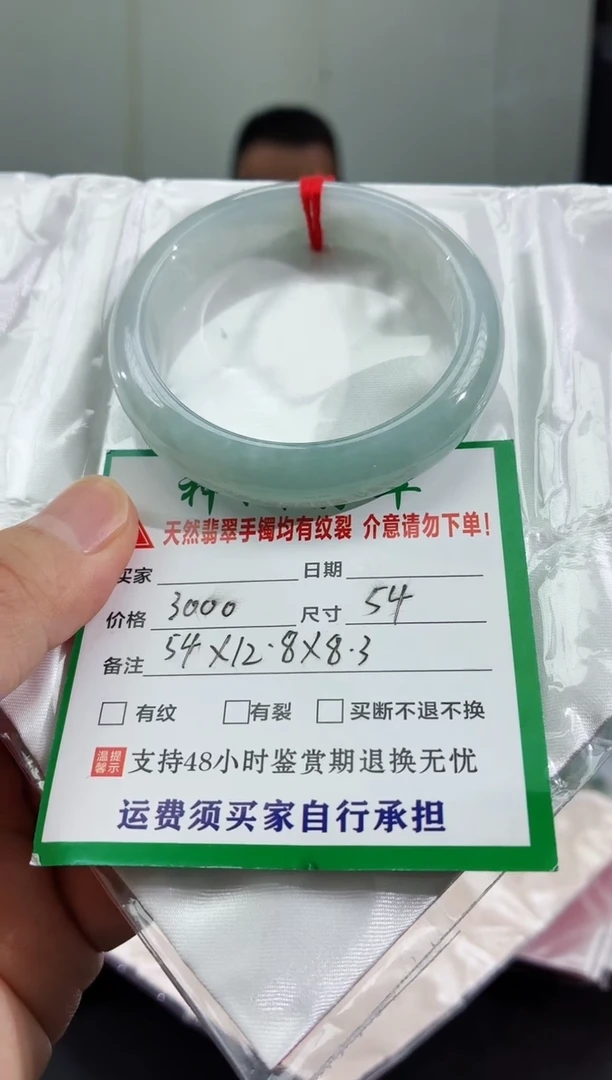 天然翡翠手镯均有纹裂 介意请勿下单!
买家 日期
价格 3000 尺寸 54
备注 54X12.8X8.3
□ 有纹 □有裂 □ 买断不退不换
温馨提示 支持48小时鉴赏期退换无忧
运费须买家自行承担